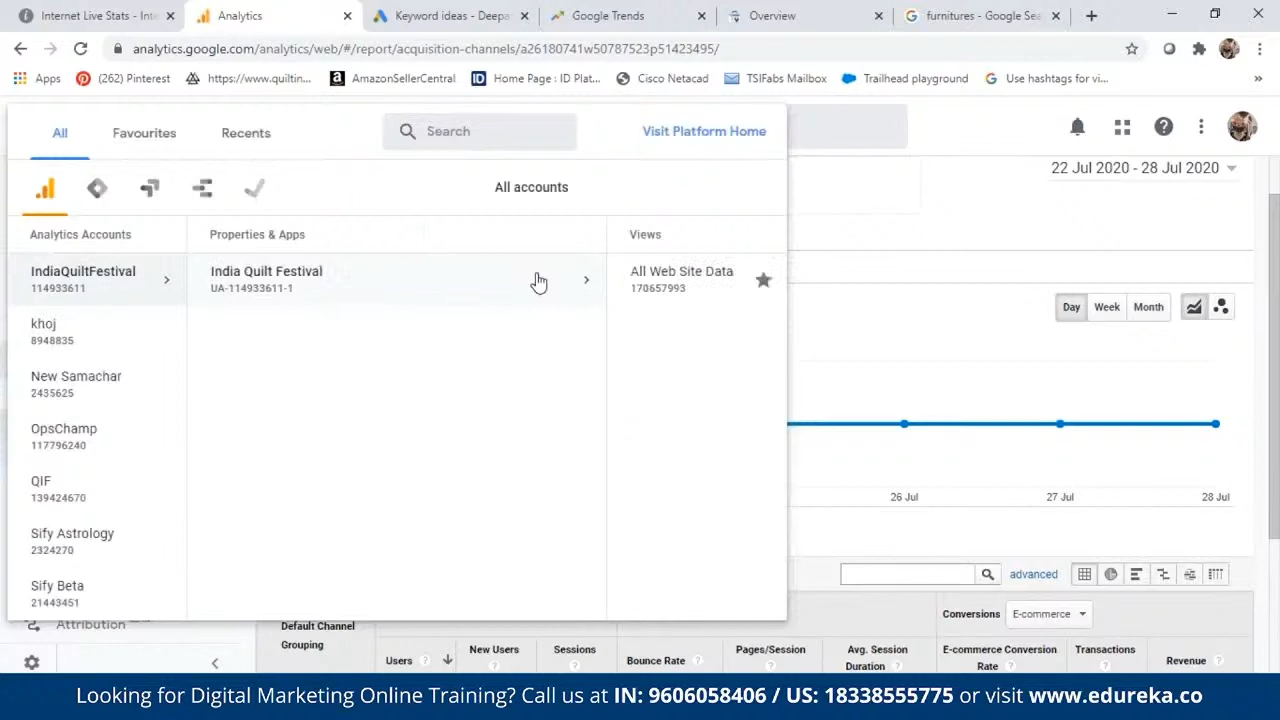 Internet Live Stats - Inte
Analytics
Keyword ideas - Deepa
Google Trends
Overview
furnitures - Google Sea
analytics.google.com/analytics/web/#/report/acquisition-channels/a26180741w50787523p51423495/
Apps
(262) Pinterest
https://www.quiltin...
AmazonSellerCentral
Home Page : ID Plat...
Cisco Netacad
TSIFabs Mailbox
Trailhead playground
Use hashtags for vi...
All
Favourites
Recents
Search
Visit Platform Home
22 Jul 2020 - 28 Jul 2020
All accounts
Analytics Accounts
Properties & Apps
Views
IndiaQuiltFestival
114933611
India Quilt Festival
UA-114933611-1
All Web Site Data
170657993
khoj
8948835
New Samachar
2435625
OpsChamp
117796240
QIF
139424670
Sify Astrology
2324270
Sify Beta
21443451
Day
Week
Month
26 Jul
27 Jul
28 Jul
advanced
Attribution
Default Channel
Grouping
Conversions
E-commerce
Users
New Users
Sessions
Bounce Rate
Pages/Session
Avg. Session
Duration
E-commerce Conversion
Rate
Transactions
Revenue
Looking for Digital Marketing Online Training? Call us at IN: 9606058406 / US: 18338555775 or visit www.edureka.co